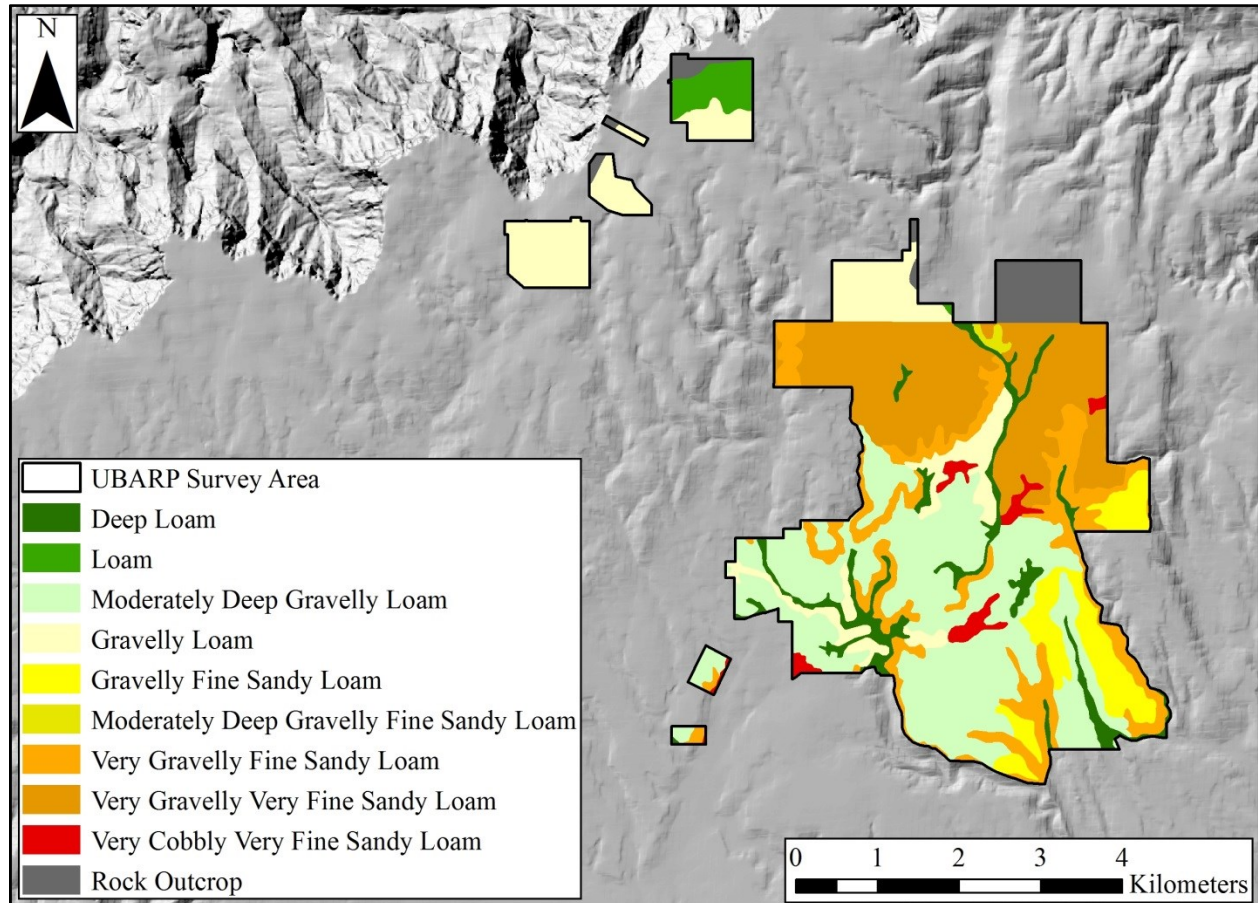 N
UBARP Survey Area
Deep Loam
Loam
Moderately Deep Gravelly Loam
Gravelly Loam
Gravelly Fine Sandy Loam
Moderately Deep Gravelly Fine Sandy Loam
Very Gravelly Fine Sandy Loam
Very Gravelly Very Fine Sandy Loam
Very Cobbly Very Fine Sandy Loam
Rock Outcrop
0 1 2 3 4
Kilometers